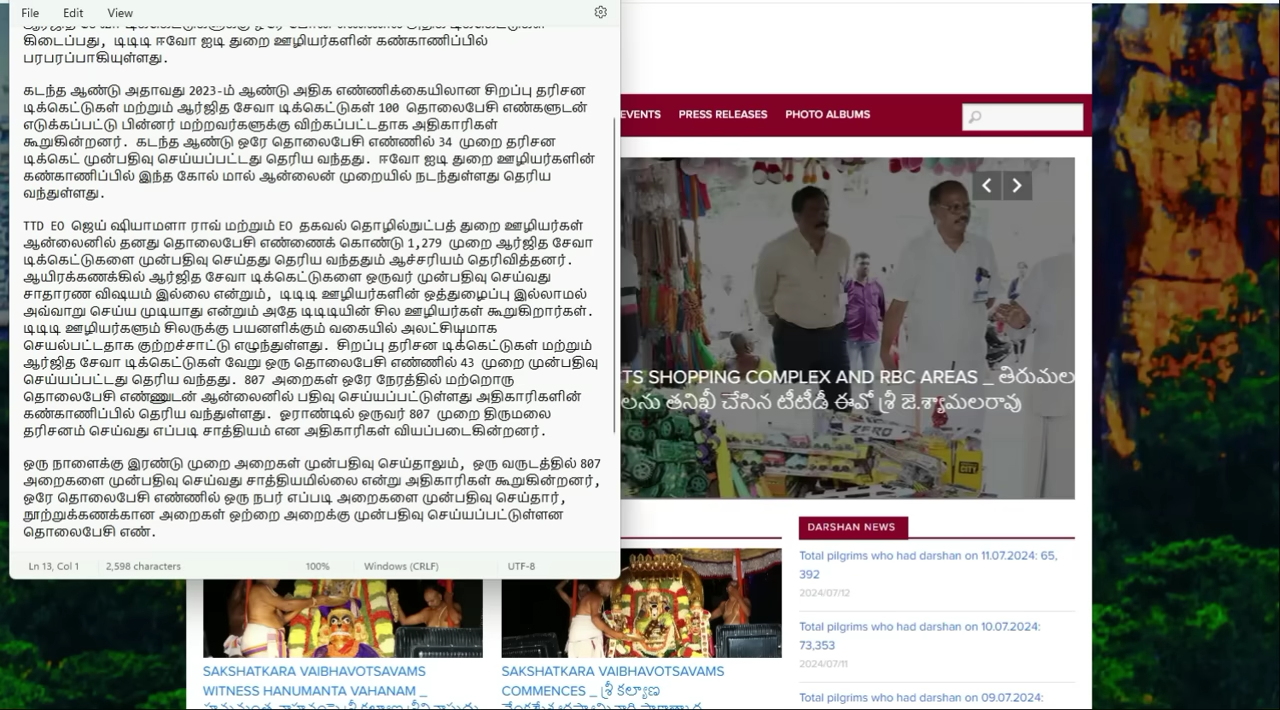 File Edit View
கிடைப்பது, டிடிடி ஈவோ ஐடி துறை ஊழியர்களின் கண்காணிப்பில்
பரபரப்பாகியுள்ளது.
கடந்த ஆண்டு அதாவது 2023-ம் ஆண்டு அதிக எண்ணிக்கையிலான சிறப்பு தரிசன
டிக்கெட்டுகள் மற்றும் ஆர்ஜித சேவா டிக்கெட்டுகள் 100 தொலைபேசி எண்களுடன்
எடுக்கப்பட்டு பின்னர் மற்றவர்களுக்கு விற்கப்பட்டதாக அதிகாரிகள்
கூறுகின்றனர். கடந்த ஆண்டு ஒரே தொலைபேசி எண்ணில் 34 முறை தரிசன
டிக்கெட் முன்பதிவு செய்யப்பட்டது தெரிய வந்தது. ஈவோ ஐடி துறை ஊழியர்களின்
கண்காணிப்பில் இந்த கோல் மால் ஆன்லைன் முறையில் நடந்துள்ளது தெரிய
வந்துள்ளது.
TTD EO ஜெய் ஷியாமளா ராவ் மற்றும் EO தகவல் தொழில்நுட்பத் துறை ஊழியர்கள்
ஆன்லைனில் தனது தொலைபேசி எண்ணைக் கொண்டு 1,279 முறை ஆர்ஜித சேவா
டிக்கெட்டுகளை முன்பதிவு செய்தது தெரிய வந்ததும் ஆச்சரியம் தெரிவித்தனர்.
ஆயிரக்கணக்கில் ஆர்ஜித சேவா டிக்கெட்டுகளை ஒருவர் முன்பதிவு செய்வது
சாதாரண விஷயம் இல்லை என்றும், டிடிடி ஊழியர்களின் ஒத்துழைப்பு இல்லாமல்
அவ்வாறு செய்ய முடியாது என்றும் அதே டிடிடியின் சில ஊழியர்கள் கூறுகிறார்கள்.
டிடிடி ஊழியர்களும் சிலருக்கு பயனளிக்கும் வகையில் அலட்சியமாக
செயல்பட்டதாக குற்றச்சாட்டு எழுந்துள்ளது. சிறப்பு தரிசன டிக்கெட்டுகள் மற்றும்
ஆர்ஜித சேவா டிக்கெட்டுகள் வேறு ஒரு தொலைபேசி எண்ணில் 43 முறை முன்பதிவு
செய்யப்பட்டது தெரிய வந்தது. 807 அறைகள் ஒரே நேரத்தில் மற்றொரு
தொலைபேசி எண்ணுடன் ஆன்லைனில் பதிவு செய்யப்பட்டுள்ளது அதிகாரிகளின்
கண்காணிப்பில் தெரிய வந்துள்ளது. ஓராண்டில் ஒருவர் 807 முறை திருமலை
தரிசனம் செய்வது எப்படி சாத்தியம் என அதிகாரிகள் வியப்படைகின்றனர்.
ஒரு நாளைக்கு இரண்டு முறை அறைகள் முன்பதிவு செய்தாலும், ஒரு வருடத்தில் 807
அறைகளை முன்பதிவு செய்வது சாத்தியமில்லை என்று அதிகாரிகள் கூறுகின்றனர்,
ஒரே தொலைபேசி எண்ணில் ஒரு நபர் எப்படி அறைகளை முன்பதிவு செய்தார்,
நூற்றுக்கணக்கான அறைகள் ஒற்றை அறைக்கு முன்பதிவு செய்யப்பட்டுள்ளன
தொலைபேசி எண்.
Ln 13, Col 1 2,598 characters 100% Windows (CRLF) UTF-8
EVENTS PRESS RELEASES PHOTO ALBUMS
TS SHOPPING COMPLEX AND RBC AREAS _ తిరుమల
లను తనిఖీ చేసిన టీటీడీ ఈవో శ్రీ జె.శ్యామలరావు
DARSHAN NEWS
Total pilgrims who had darshan on 11.07.2024: 65,
392
2024/07/12
Total pilgrims who had darshan on 10.07.2024:
73,353
2024/07/11
Total pilgrims who had darshan on 09.07.2024:
SAKSHATKARA VAIBHAVOTSAVAMS
WITNESS HANUMANTA VAHANAM _
SAKSHATKARA VAIBHAVOTSAVAMS
COMMENCES _ శ్రీ కల్యాణ